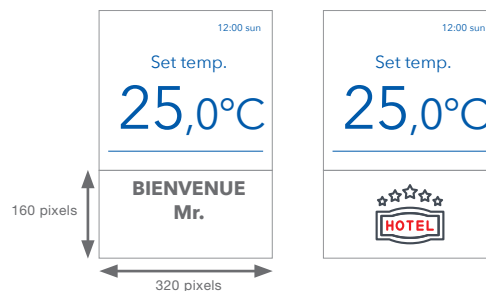 12:00 sun
Set temp.
25,0°C
BIENVENUE
Mr.
160 pixels
320 pixels
12:00 sun
Set temp.
25,0°C
HOTEL